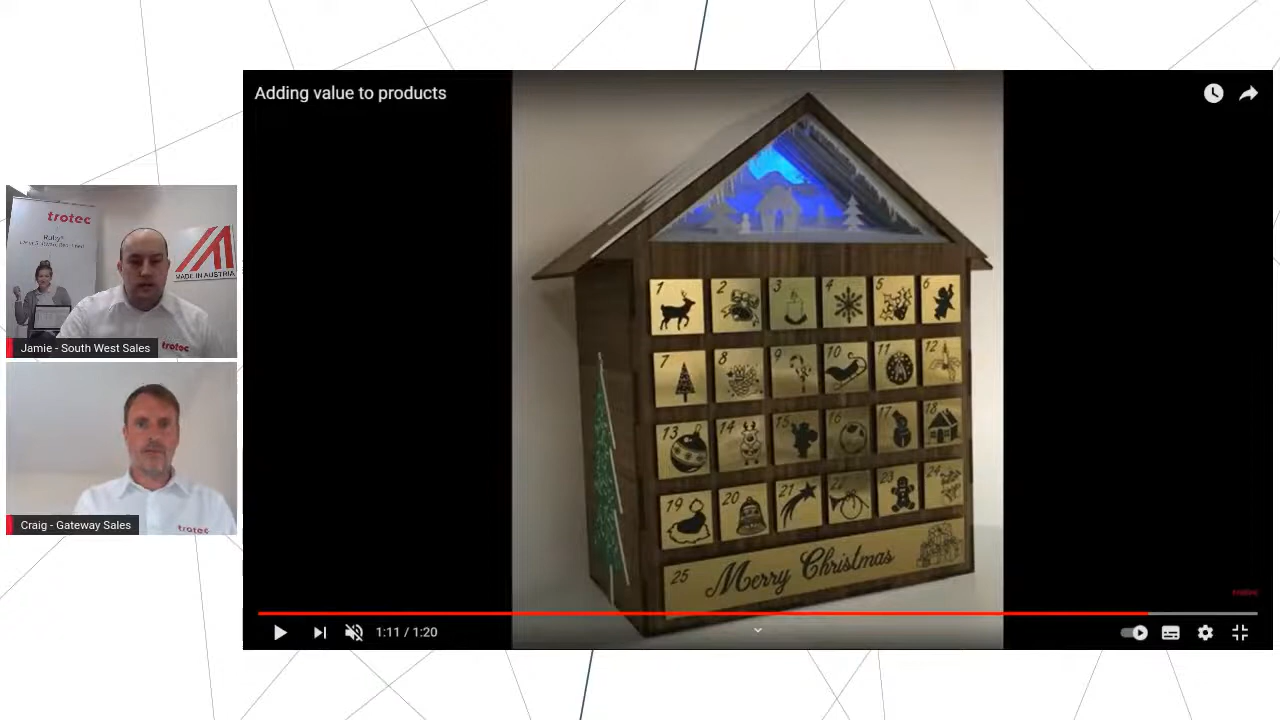 Adding value to products
trotec
Ruby®
MADE IN AUSTRIA
trotec
Jamie - South West Sales
trotec
Craig - Gateway Sales
1 2 3 4 5 6
7 8 9 10 11 12
13 14 15 16 17 18
19 20 21 22 23 24
25 Merry Christmas
trotec
1:11 / 1:20